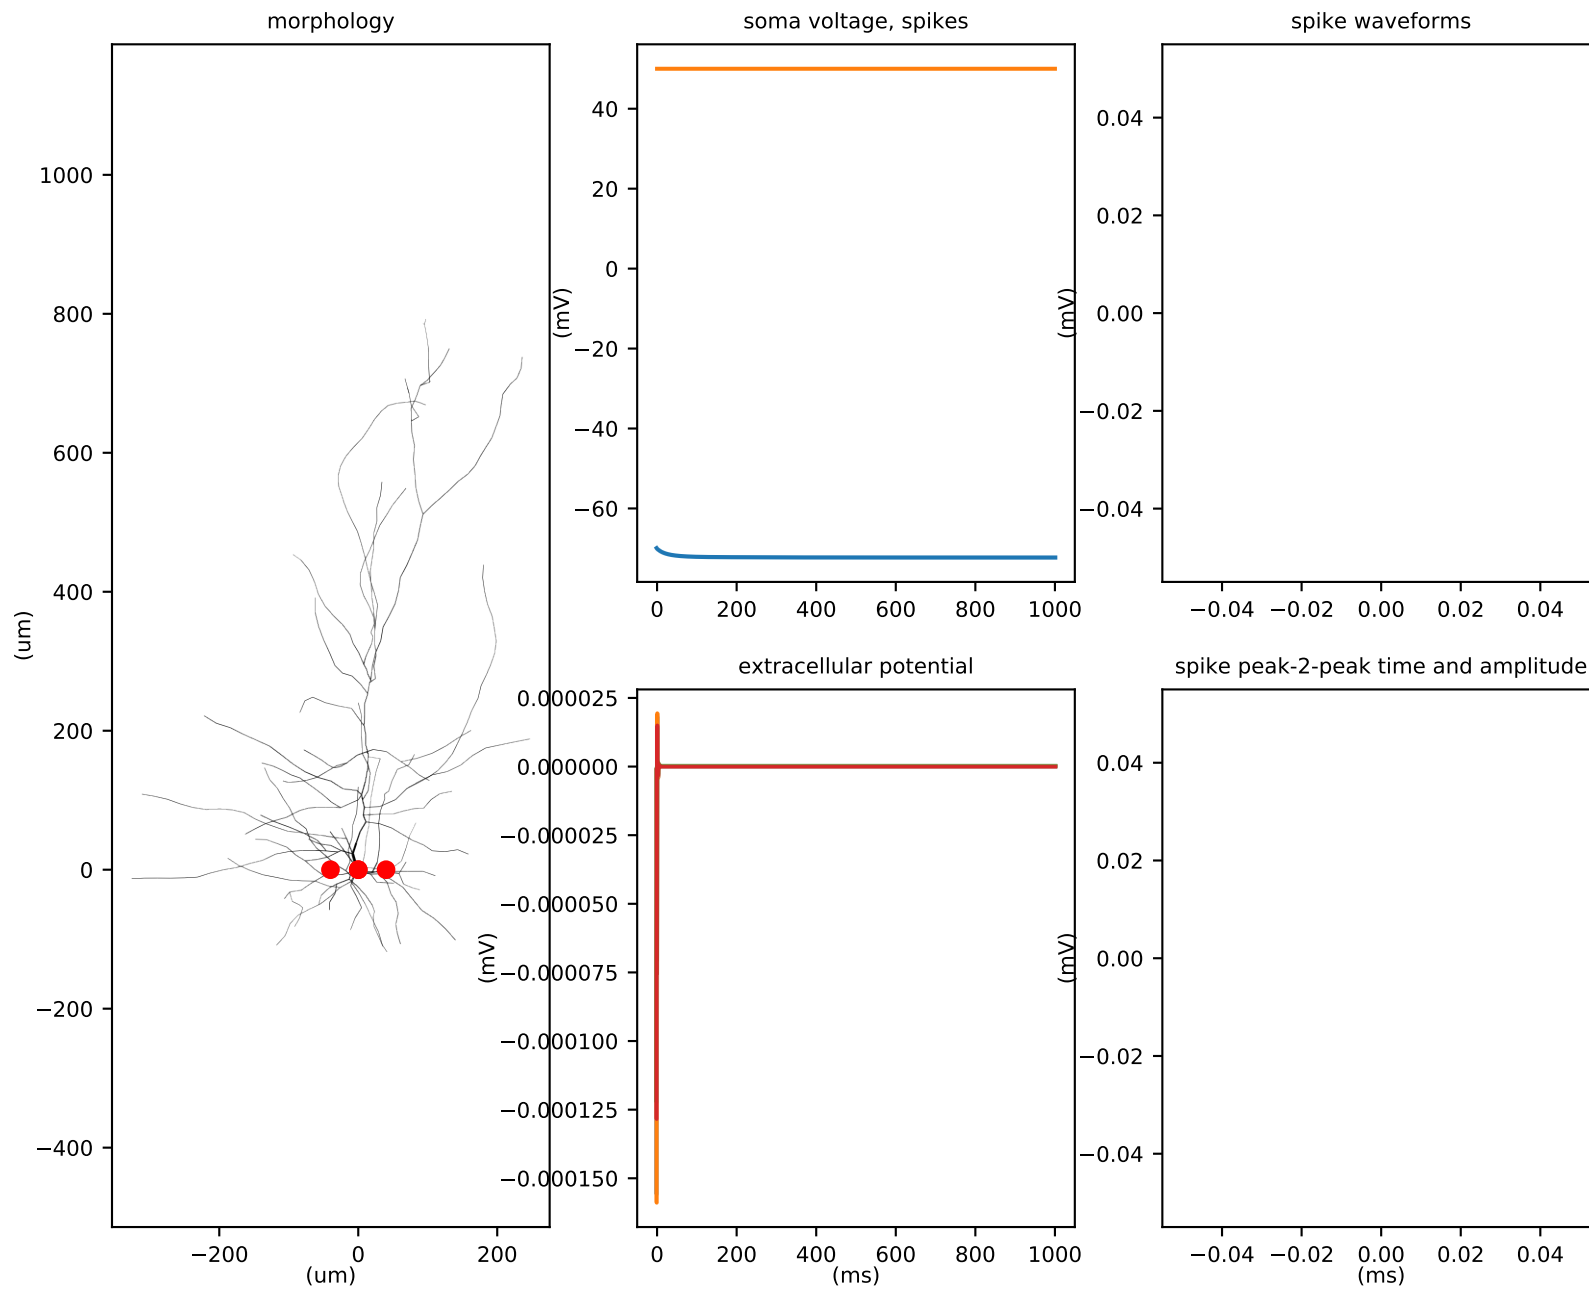 morphology
1000
800
600
400
200
0
−200
−400
(um)
−200 0 200
(um)
soma voltage, spikes
40
20
0
−20
−40
−60
(mV)
0 200 400 600 800 1000
spike waveforms
0.04
0.02
0.00
−0.02
−0.04
(mV)
−0.04 −0.02 0.00 0.02 0.04
extracellular potential
0.000025
0.000000
−0.000025
−0.000050
−0.000075
−0.000100
−0.000125
−0.000150
(mV)
0 200 400 600 800 1000
(ms)
spike peak-2-peak time and amplitude
0.04
0.02
0.00
−0.02
−0.04
(mV)
−0.04 −0.02 0.00 0.02 0.04
(ms)